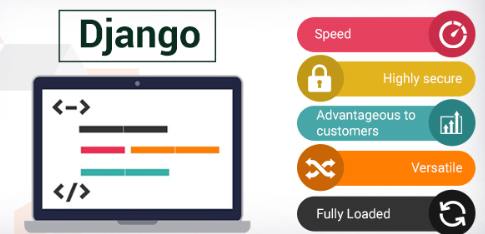 Django
<->
</>
Speed
Highly secure
Advantageous to
customers
Versatile
Fully Loaded